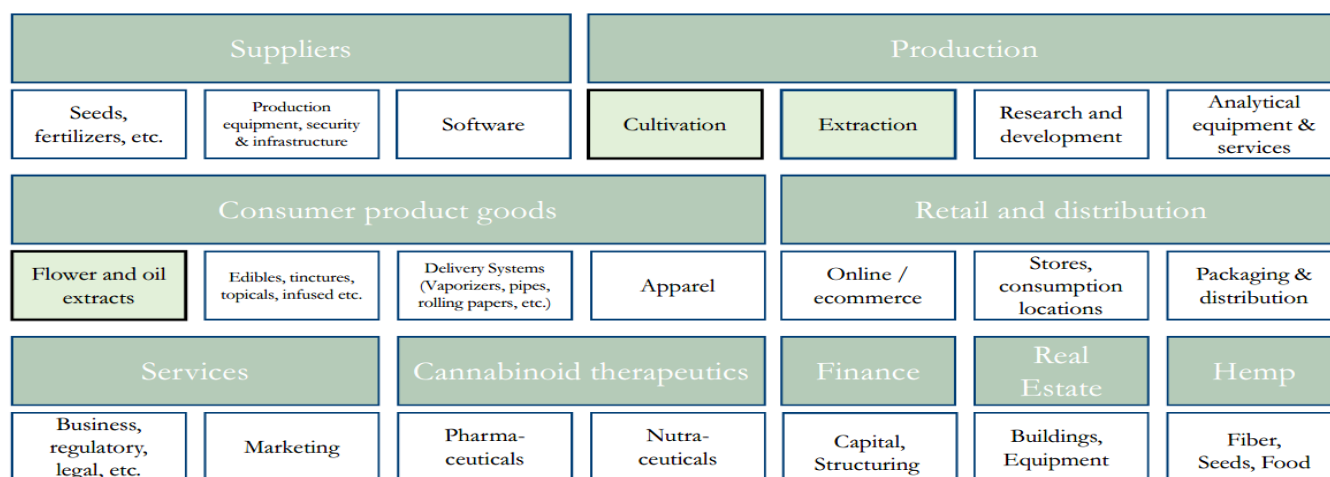 Suppliers
Production
Seeds,
fertilizers, etc.
Production
equipment, security
& infrastructure
Software
Cultivation
Extraction
Research and
development
Analytical
equipment &
services
Consumer product goods
Retail and distribution
Flower and oil
extracts
Edibles, tinctures,
topicals, infused etc.
Delivery Systems
(Vaporizers, pipes,
rolling papers, etc.)
Apparel
Online /
ecommerce
Stores,
consumption
locations
Packaging &
distribution
Services
Cannabinoid therapeutics
Finance
Real
Estate
Hemp
Business,
regulatory,
legal, etc.
Marketing
Pharma-
ceuticals
Nutra-
ceuticals
Capital,
Structuring
Buildings,
Equipment
Fiber,
Seeds, Food